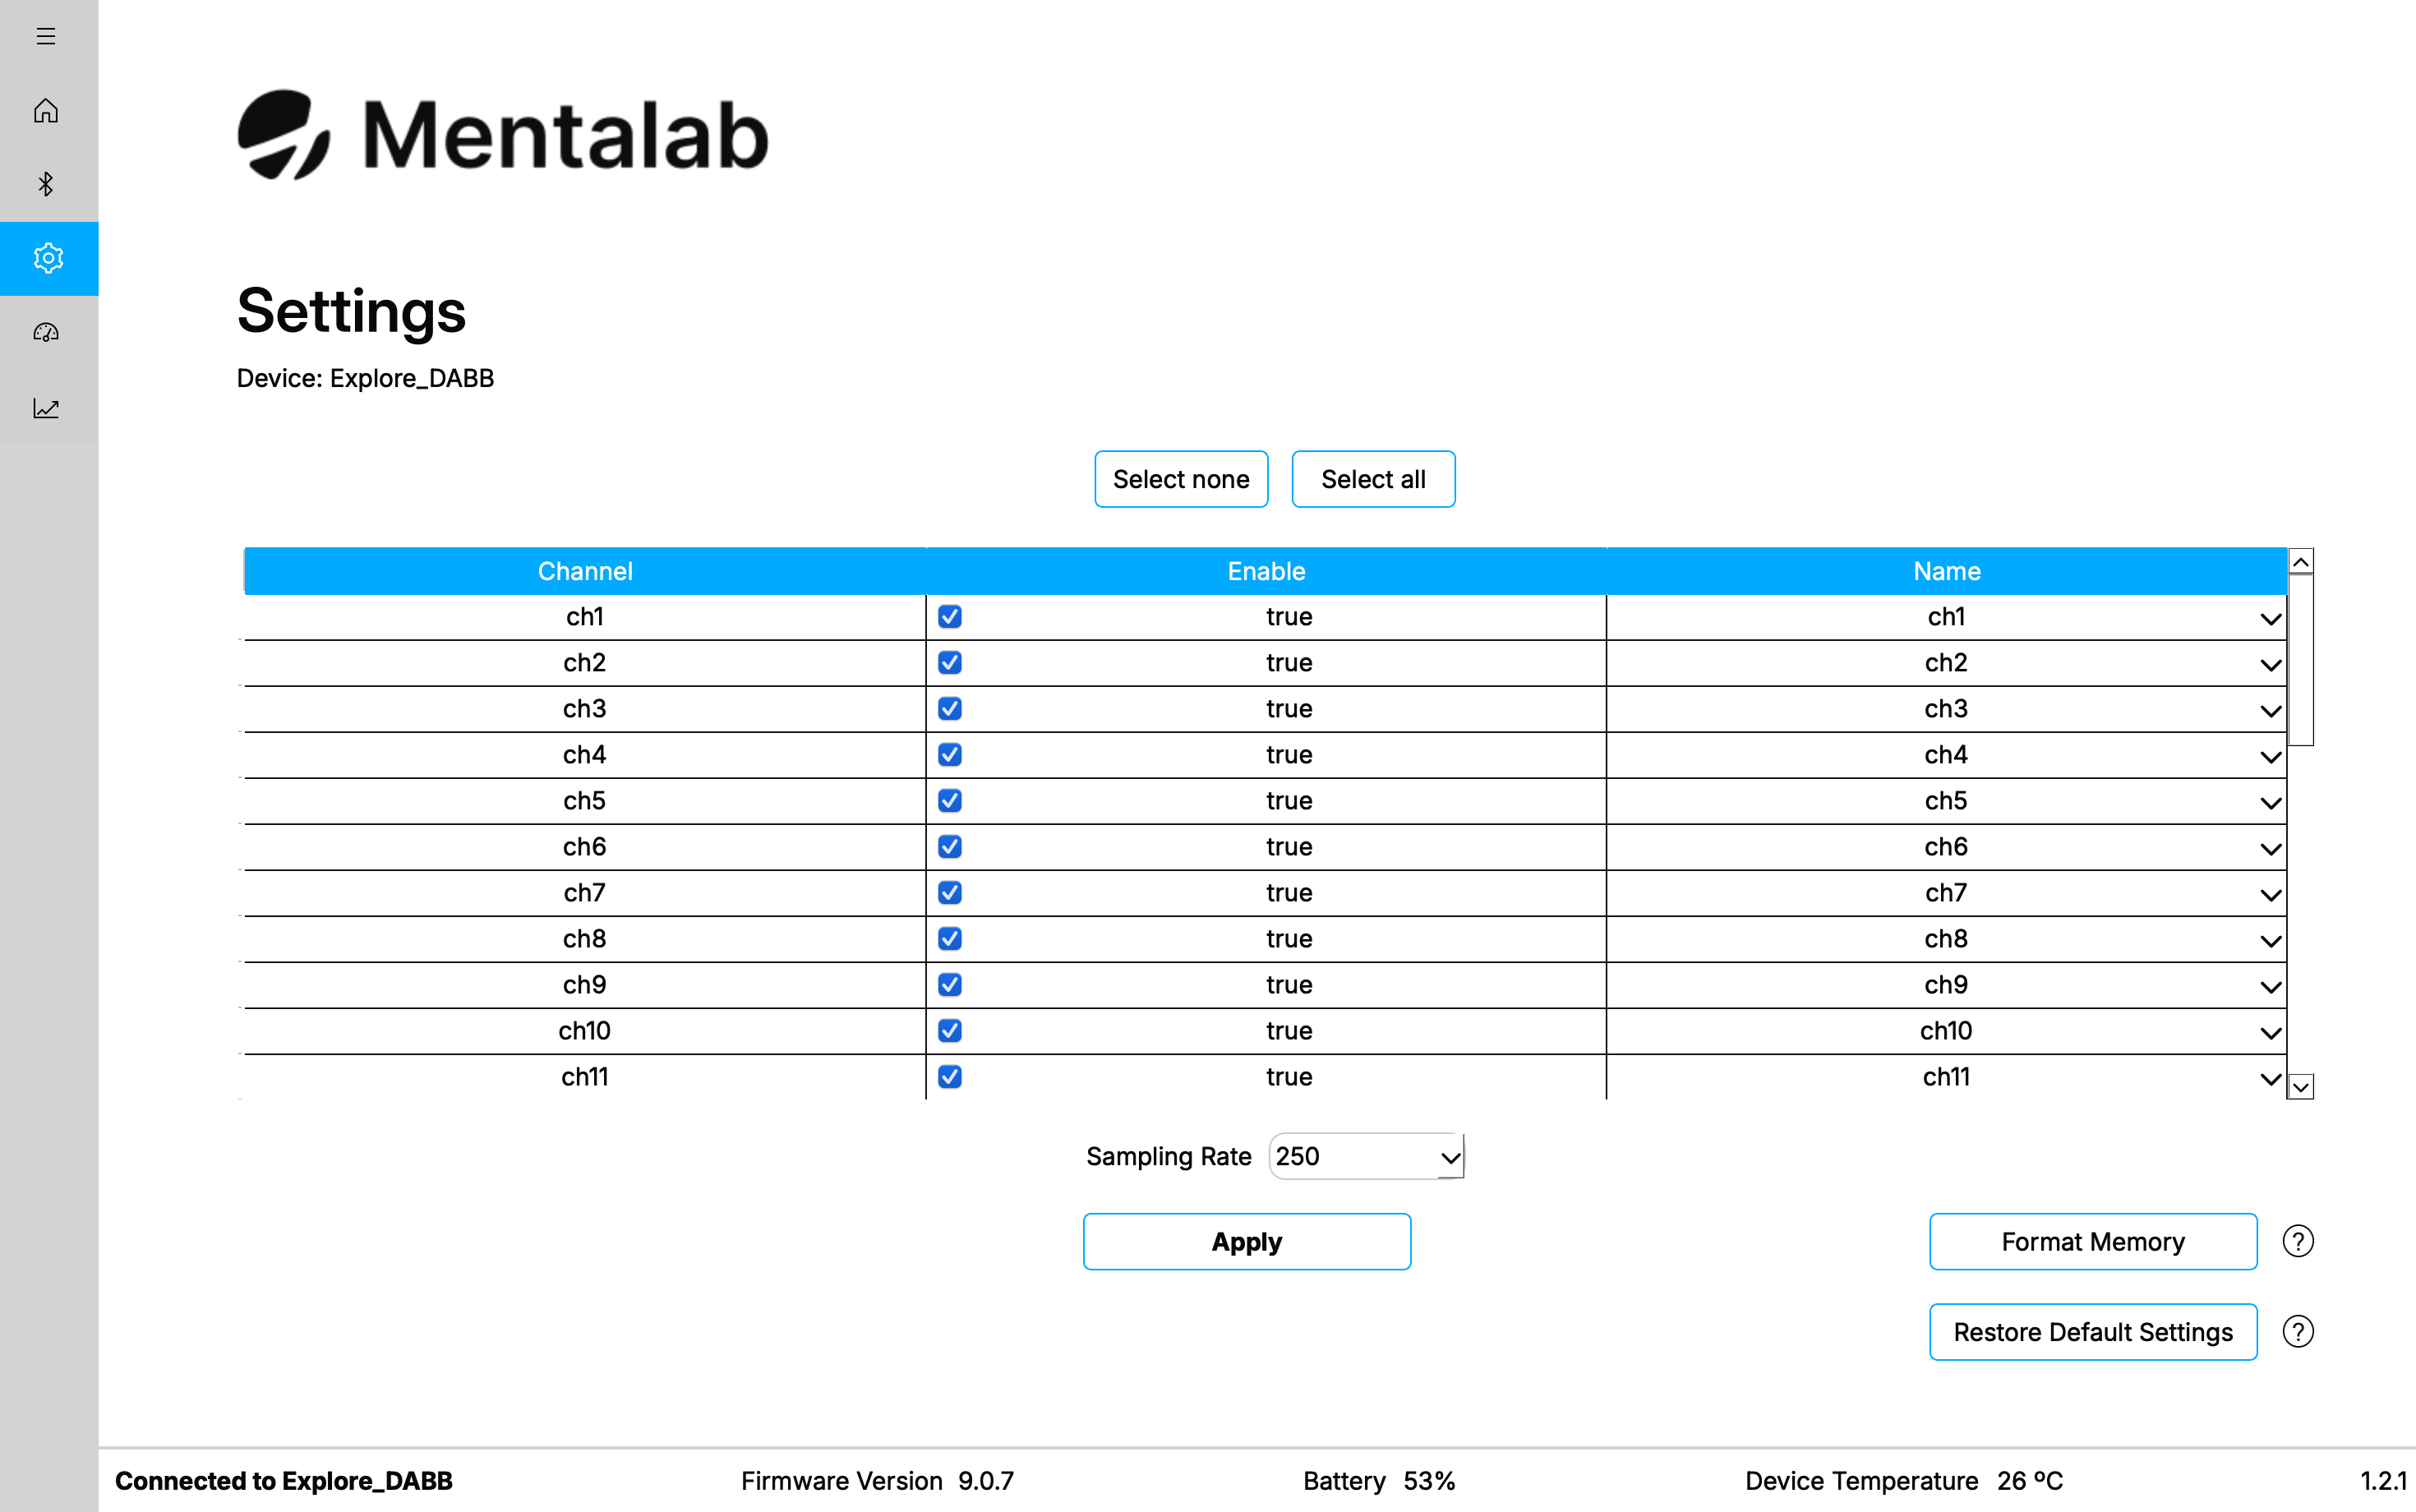 Mentalab
Settings
Device: Explore_DABB
Select none Select all
Channel Enable Name
ch1 true ch1
ch2 true ch2
ch3 true ch3
ch4 true ch4
ch5 true ch5
ch6 true ch6
ch7 true ch7
ch8 true ch8
ch9 true ch9
ch10 true ch10
ch11 true ch11
Sampling Rate 250
Apply Format Memory ?
Restore Default Settings ?
Connected to Explore_DABB Firmware Version 9.0.7 Battery 53% Device Temperature 26 ºC 1.2.1